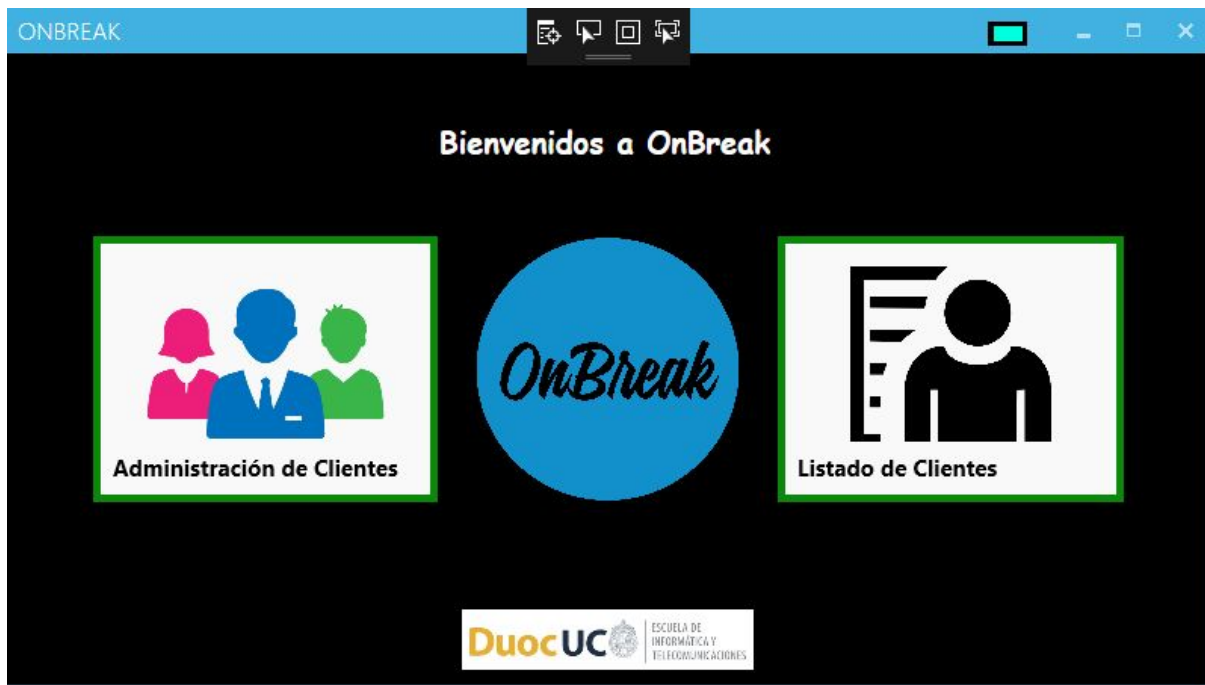 ONBREAK
Bienvenidos a OnBreak
OnBreak
Administración de Clientes
Listado de Clientes
DuocUC
ESCUELA DE
INFORMÁTICA Y
TELECOMUNICACIONES